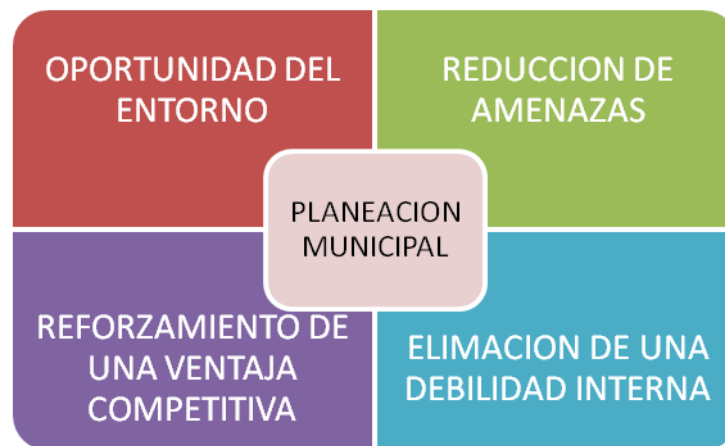 OPORTUNIDAD DEL
ENTORNO
REDUCCION DE
AMENAZAS
PLANEACION
MUNICIPAL
REFORZAMIENTO DE
UNA VENTAJA
COMPETITIVA
ELIMACION DE UNA
DEBILIDAD INTERNA